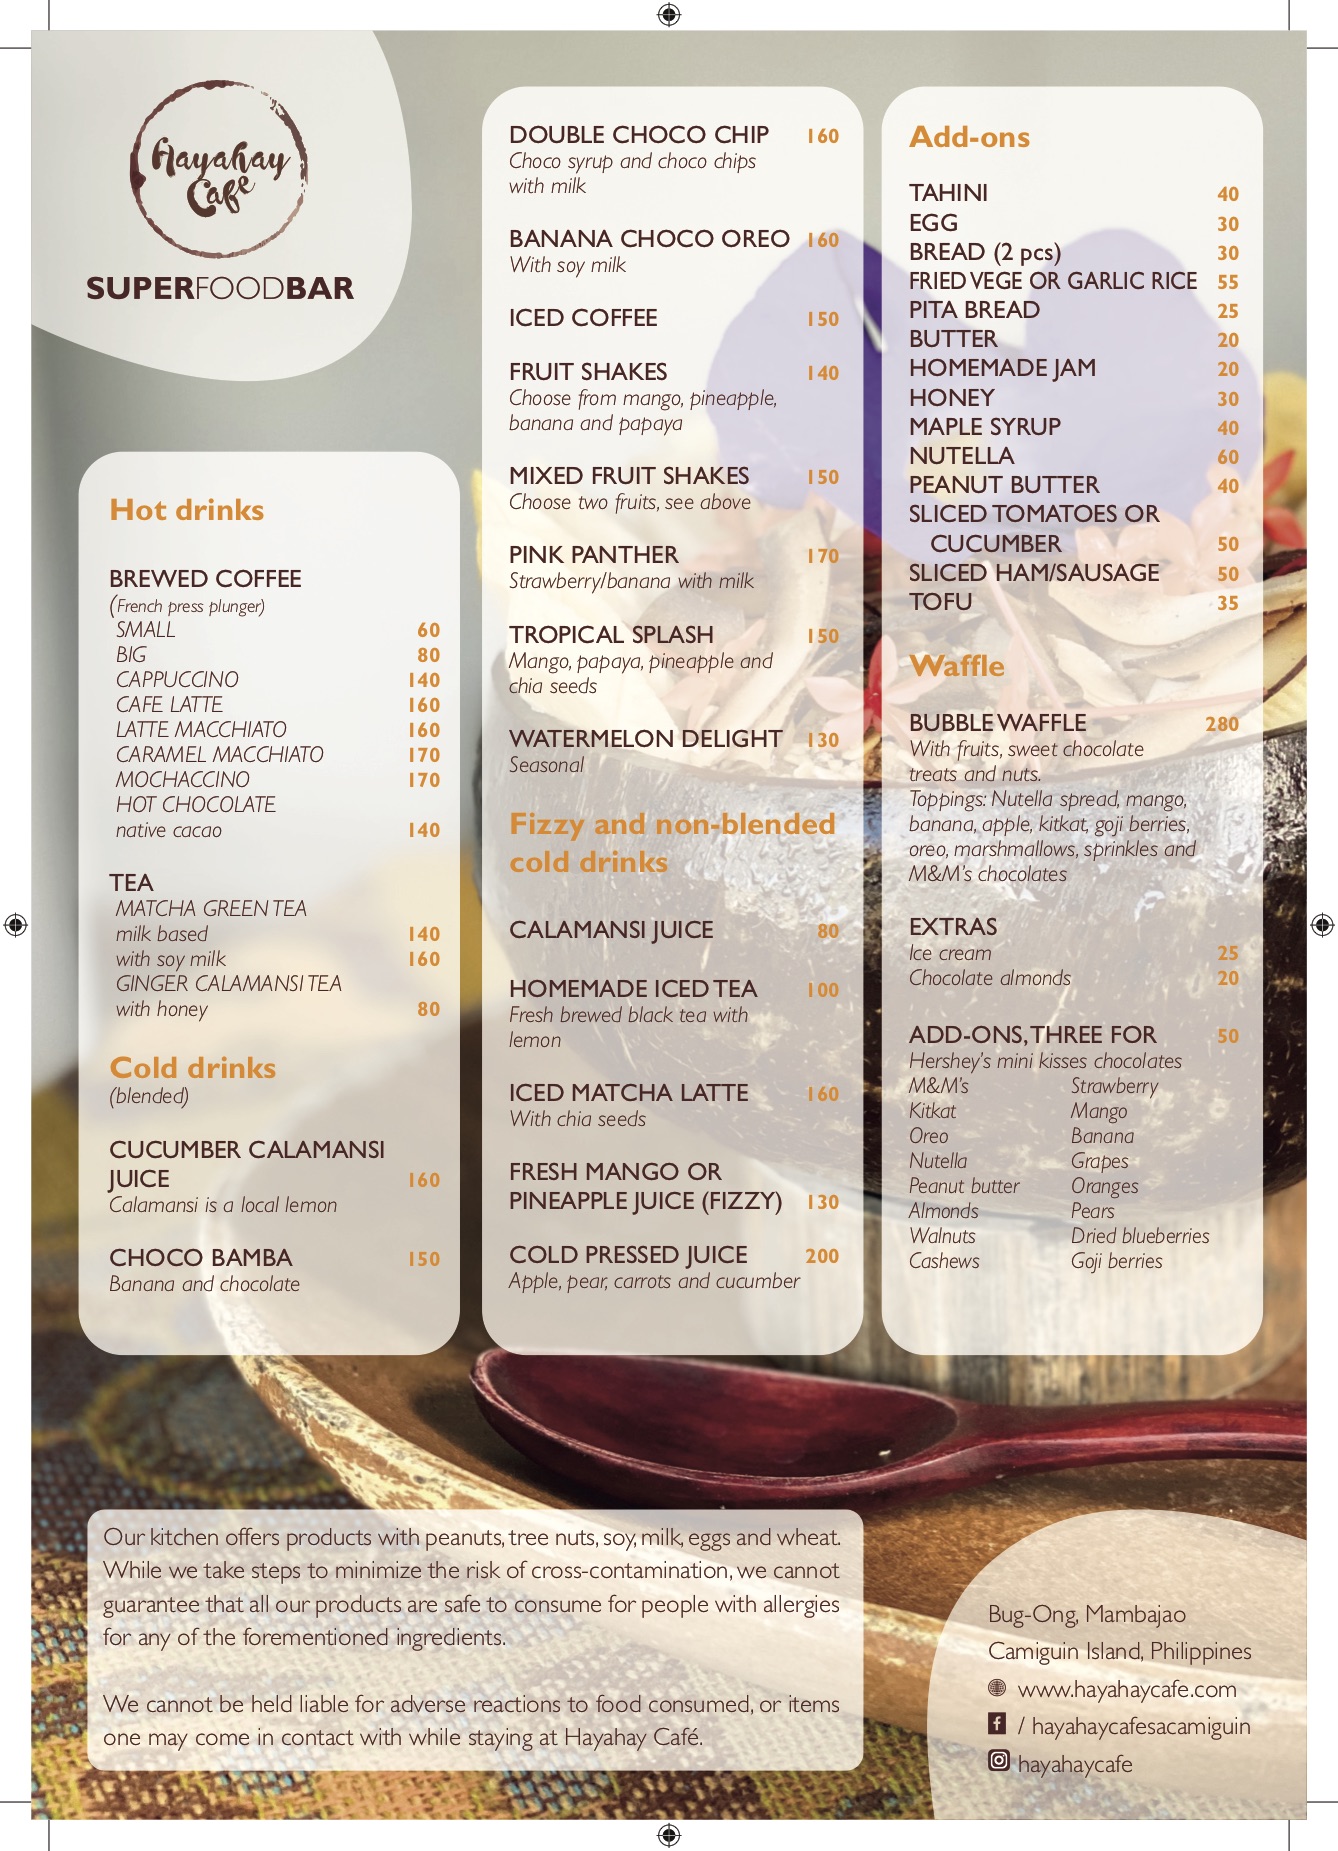 Hayahay
Cafe
SUPERFOODBAR
Hot drinks
BREWED COFFEE
(French press plunger)
SMALL 60
BIG 80
CAPPUCCINO 140
CAFE LATTE 160
LATTE MACCHIATO 160
CARAMEL MACCHIATO 170
MOCHACCINO 170
HOT CHOCOLATE
native cacao 140
TEA
MATCHA GREEN TEA
milk based 140
with soy milk 160
GINGER CALAMANSI TEA
with honey 80
Cold drinks
(blended)
CUCUMBER CALAMANSI
JUICE 160
Calamansi is a local lemon
CHOCO BAMBA 150
Banana and chocolate
DOUBLE CHOCO CHIP 160
Choco syrup and choco chips
with milk
BANANA CHOCO OREO 160
With soy milk
ICED COFFEE 150
FRUIT SHAKES 140
Choose from mango, pineapple,
banana and papaya
MIXED FRUIT SHAKES 150
Choose two fruits, see above
PINK PANTHER 170
Strawberry/banana with milk
TROPICAL SPLASH 150
Mango, papaya, pineapple and
chia seeds
WATERMELON DELIGHT 130
Seasonal
Fizzy and non-blended
cold drinks
CALAMANSI JUICE 80
HOMEMADE ICED TEA 100
Fresh brewed black tea with
lemon
ICED MATCHA LATTE 160
With chia seeds
FRESH MANGO OR
PINEAPPLE JUICE (FIZZY) 130
COLD PRESSED JUICE 200
Apple, pear, carrots and cucumber
Add-ons
TAHINI 40
EGG 30
BREAD (2 pcs) 30
FRIED VEGE OR GARLIC RICE 55
PITA BREAD 25
BUTTER 20
HOMEMADE JAM 20
HONEY 30
MAPLE SYRUP 40
NUTELLA 60
PEANUT BUTTER 40
SLICED TOMATOES OR
CUCUMBER 50
SLICED HAM/SAUSAGE 50
TOFU 35
Waffle
BUBBLE WAFFLE 280
With fruits, sweet chocolate
treats and nuts.
Toppings: Nutella spread, mango,
banana, apple, kitkat, goji berries,
oreo, marshmallows, sprinkles and
M&M's chocolates
EXTRAS
Ice cream 25
Chocolate almonds 20
ADD-ONS, THREE FOR 50
Hershey's mini kisses chocolates
M&M's Strawberry
Kitkat Mango
Oreo Banana
Nutella Grapes
Peanut butter Oranges
Almonds Pears
Walnuts Dried blueberries
Cashews Goji berries
Our kitchen offers products with peanuts, tree nuts, soy, milk, eggs and wheat.
While we take steps to minimize the risk of cross-contamination, we cannot
guarantee that all our products are safe to consume for people with allergies
for any of the forementioned ingredients.
We cannot be held liable for adverse reactions to food consumed, or items
one may come in contact with while staying at Hayahay Café.
Bug-Ong, Mambajao
Camiguin Island, Philippines
www.hayahaycafe.com
/ hayahaycafesacamiguin
hayahaycafe